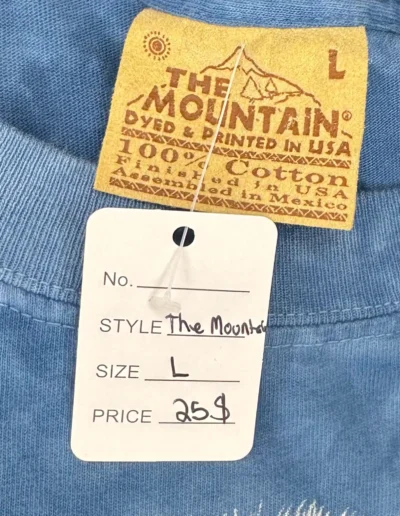 L
THE
MOUNTAIN®
DYED & PRINTED IN USA
100% Cotton
Finished in USA
Assembled in Mexico
No.
STYLE The Mountain
SIZE L
PRICE 25$